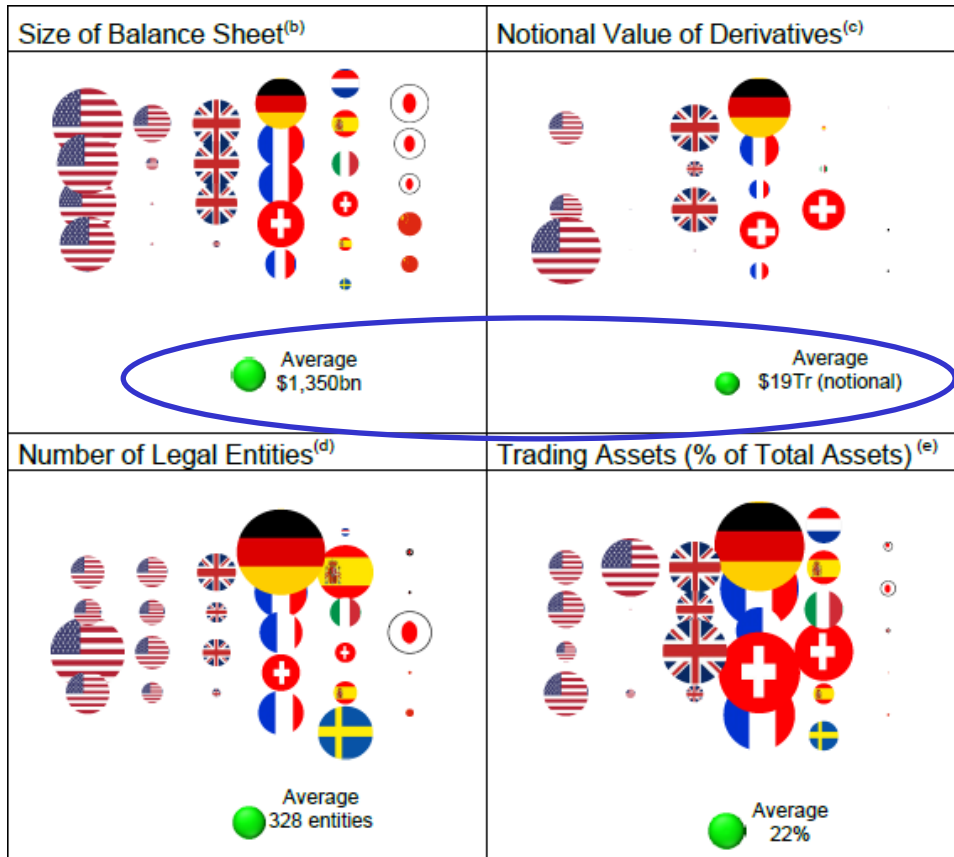 Size of Balance Sheet(b)
Notional Value of Derivatives(c)
Average
$1,350bn
Average
$19Tr (notional)
Number of Legal Entities(d)
Trading Assets (% of Total Assets) (e)
Average
328 entities
Average
22%